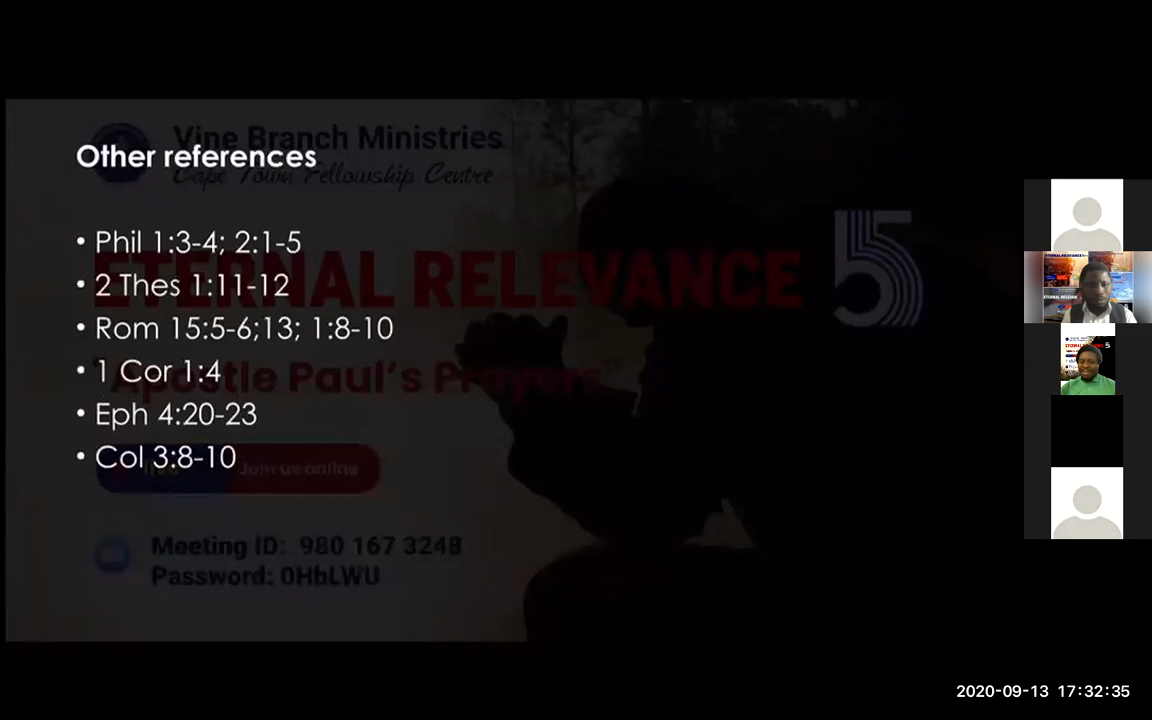 Vine Branch Ministries
Other references
Cape Town Fellowship Centre
• Phil 1:3-4; 2:1-5
ETERNAL RELEVANCE 5
• 2 Thes 1:11-12
• Rom 15:5-6;13; 1:8-10
• 1 Cor 1:4
"Apostle Paul's Prayers"
• Eph 4:20-23
• Col 3:8-10
Join us online
Meeting ID: 980 167 3248
Password: 0HbLWU
2020-09-13 17:32:35